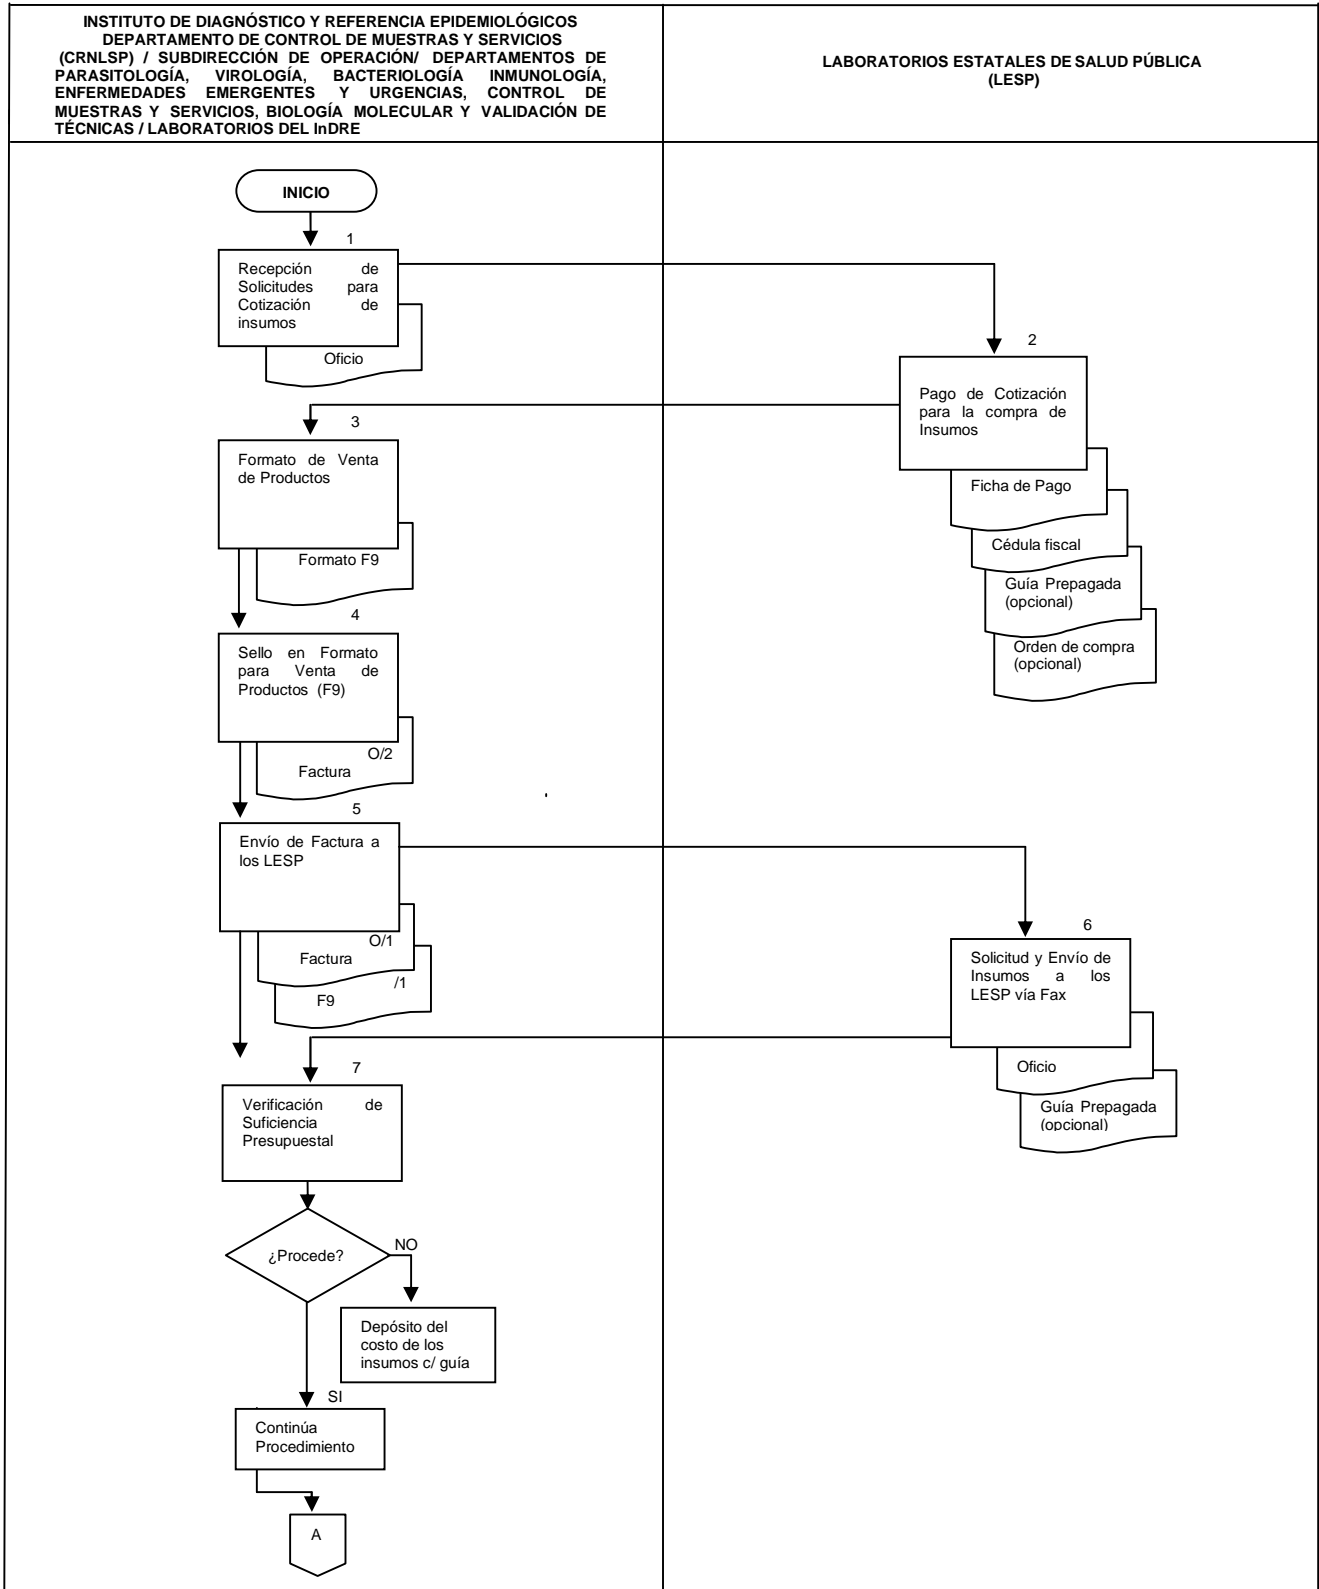 INSTITUTO DE DIAGNÓSTICO Y REFERENCIA EPIDEMIOLÓGICOS
DEPARTAMENTO DE CONTROL DE MUESTRAS Y SERVICIOS
(CRNLSP) / SUBDIRECCIÓN DE OPERACIÓN/ DEPARTAMENTOS DE
PARASITOLOGÍA, VIROLOGÍA, BACTERIOLOGÍA INMUNOLOGÍA,
ENFERMEDADES EMERGENTES Y URGENCIAS, CONTROL DE
MUESTRAS Y SERVICIOS, BIOLOGÍA MOLECULAR Y VALIDACIÓN DE
TÉCNICAS / LABORATORIOS DEL InDRE
LABORATORIOS ESTATALES DE SALUD PÚBLICA
(LESP)
INICIO
1
Recepción de
Solicitudes para
Cotización de
insumos
Oficio
2
Pago de Cotización
para la compra de
Insumos
Ficha de Pago
Cédula fiscal
Guía Prepagada
(opcional)
Orden de compra
(opcional)
3
Formato de Venta
de Productos
Formato F9
4
Sello en Formato
para Venta de
Productos (F9)
O/2
Factura
5
Envío de Factura a
los LESP
O/1
Factura
/1
F9
6
Solicitud y Envío de
Insumos a los
LESP vía Fax
Oficio
Guía Prepagada
(opcional)
7
Verificación de
Suficiencia
Presupuestal
¿Procede?
NO
Depósito del
costo de los
insumos c/ guía
SI
Continúa
Procedimiento
A